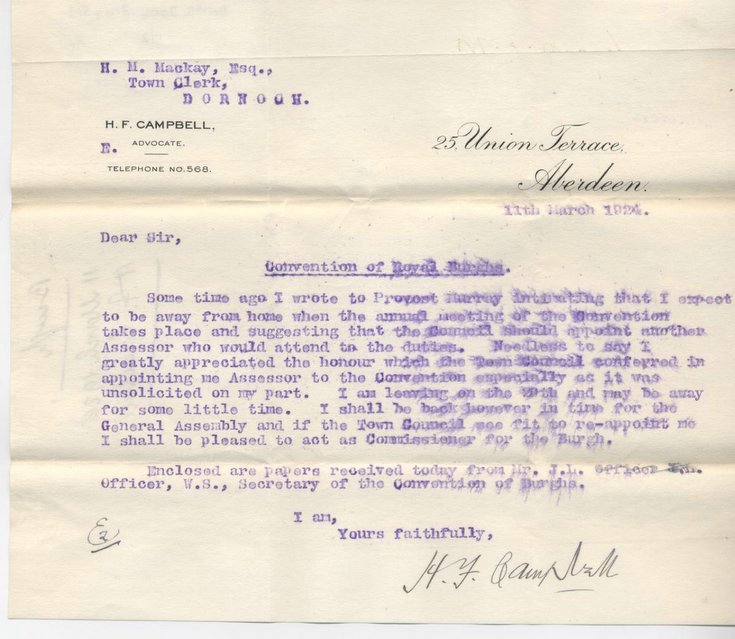 H. M. Mackay, Esq.,
Town Clerk,
DORNOCH.
H. F. CAMPBELL,
ADVOCATE.
E.
TELEPHONE NO. 568.
25, Union Terrace,
Aberdeen.
11th March 1924.
Dear Sir,
Convention of Royal Burghs.
Some time ago I wrote to Provost Murray intimating that I expect
to be away from home when the annual meeting of the Convention
takes place and suggesting that the Council should appoint another
Assessor who would attend to the duties. Needless to say I
greatly appreciated the honour which the Town Council conferred in
appointing me Assessor to the Convention especially as it was
unsolicited on my part. I am leaving on the and may be away
for some little time. I shall be back however in time for the
General Assembly and if the Town Council see fit to re-appoint me
I shall be pleased to act as Commissioner for the Burgh.
Enclosed are papers received today from Mr. J.L. Officer
Officer, W.S., Secretary of the Convention of Burghs.
I am,
Yours faithfully,
H. F. Campbell